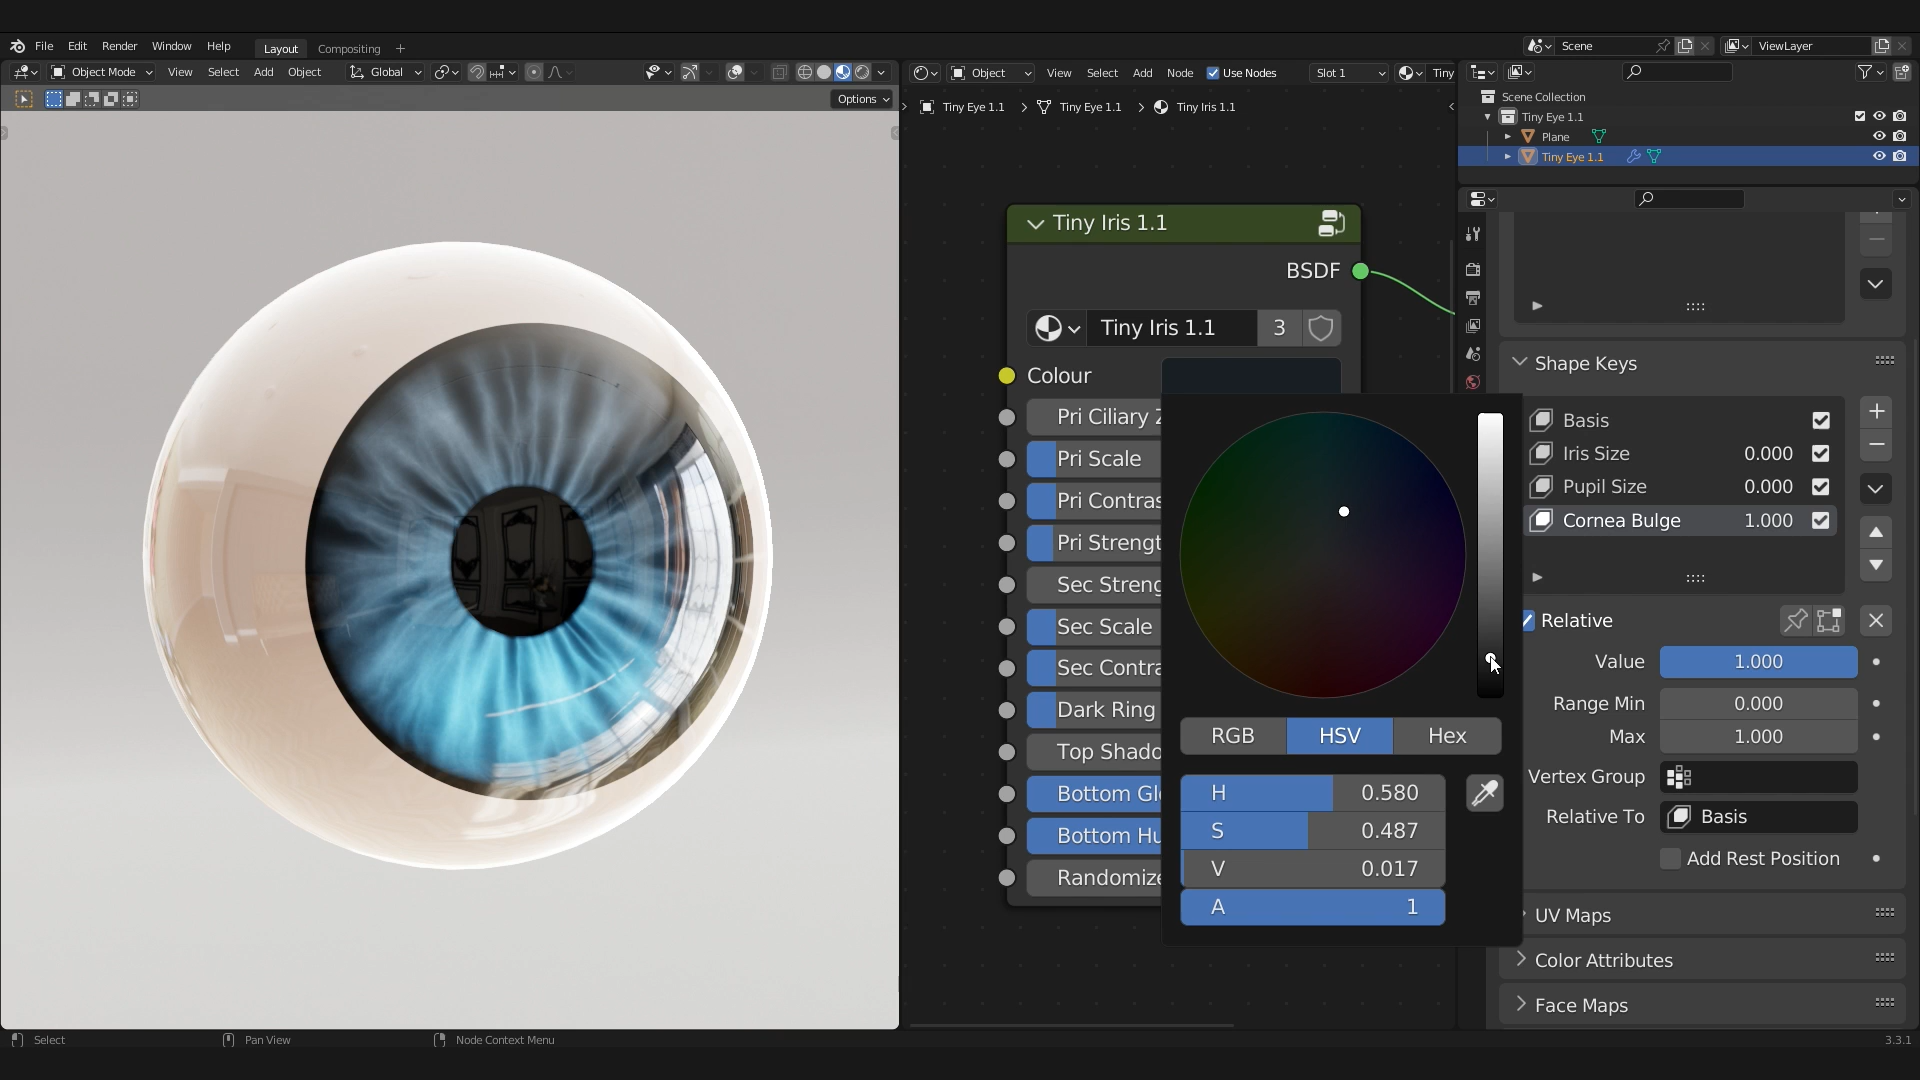 File Edit Render Window Help Layout Compositing + Scene ViewLayer
Object Mode View Select Add Object Global
Object View Select Add Node Use Nodes Slot 1 Tiny
Options
Tiny Eye 1.1 > Tiny Eye 1.1 > Tiny Iris 1.1
Scene Collection
Tiny Eye 1.1
Plane
Tiny Eye 1.1
Tiny Iris 1.1
BSDF
Tiny Iris 1.1 3
Colour
Pri Ciliary Z
Pri Scale
Pri Contras
Pri Strengt
Sec Streng
Sec Scale
Sec Contra
Dark Ring
Top Shado
Bottom Glo
Bottom Hu
Randomize
RGB HSV Hex
H 0.580
S 0.487
V 0.017
A 1
Shape Keys
Basis
Iris Size 0.000
Pupil Size 0.000
Cornea Bulge 1.000
Relative
Value 1.000
Range Min 0.000
Max 1.000
Vertex Group
Relative To Basis
Add Rest Position
UV Maps
Color Attributes
Face Maps
Select Pan View Node Context Menu 3.3.1